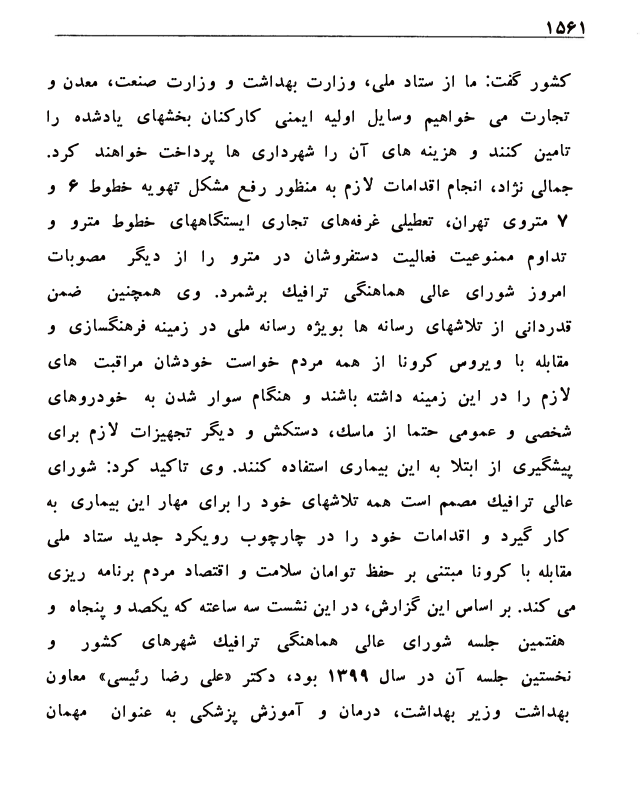 ۱۵۶۱
کشور گفت: ما از ستاد ملی، وزارت بهداشت و وزارت صنعت، معدن و
تجارت می خواهیم وسایل اولیه ایمنی کارکنان بخشهای یادشده را
تامین کنند و هزینه های آن را شهرداری ها پرداخت خواهند کرد.
جمالی نژاد، انجام اقدامات لازم به منظور رفع مشکل تهویه خطوط ۶ و
۷ متروی تهران، تعطیلی غرفه‌های تجاری ایستگاههای خطوط مترو و
تداوم ممنوعیت فعالیت دستفروشان در مترو را از دیگر مصوبات
امروز شورای عالی هماهنگی ترافیك برشمرد. وی همچنین ضمن
قدردانی از تلاشهای رسانه ها بویژه رسانه ملی در زمینه فرهنگسازی و
مقابله با ویروس کرونا از همه مردم خواست خودشان مراقبت های
لازم را در این زمینه داشته باشند و هنگام سوار شدن به خودروهای
شخصی و عمومی حتما از ماسك، دستکش و دیگر تجهیزات لازم برای
پیشگیری از ابتلا به این بیماری استفاده کنند. وی تاکید کرد: شورای
عالی ترافیك مصمم است همه تلاشهای خود را برای مهار این بیماری به
کار گیرد و اقدامات خود را در چارچوب رویکرد جدید ستاد ملی
مقابله با کرونا مبتنی بر حفظ توامان سلامت و اقتصاد مردم برنامه ریزی
می کند. بر اساس این گزارش، در این نشست سه ساعته که یکصد و پنجاه و
هفتمین جلسه شورای عالی هماهنگی ترافیك شهرهای کشور و
نخستین جلسه آن در سال ۱۳۹۹ بود، دکتر «علی رضا رئیسی» معاون
بهداشت وزیر بهداشت، درمان و آموزش پزشکی به عنوان مهمان